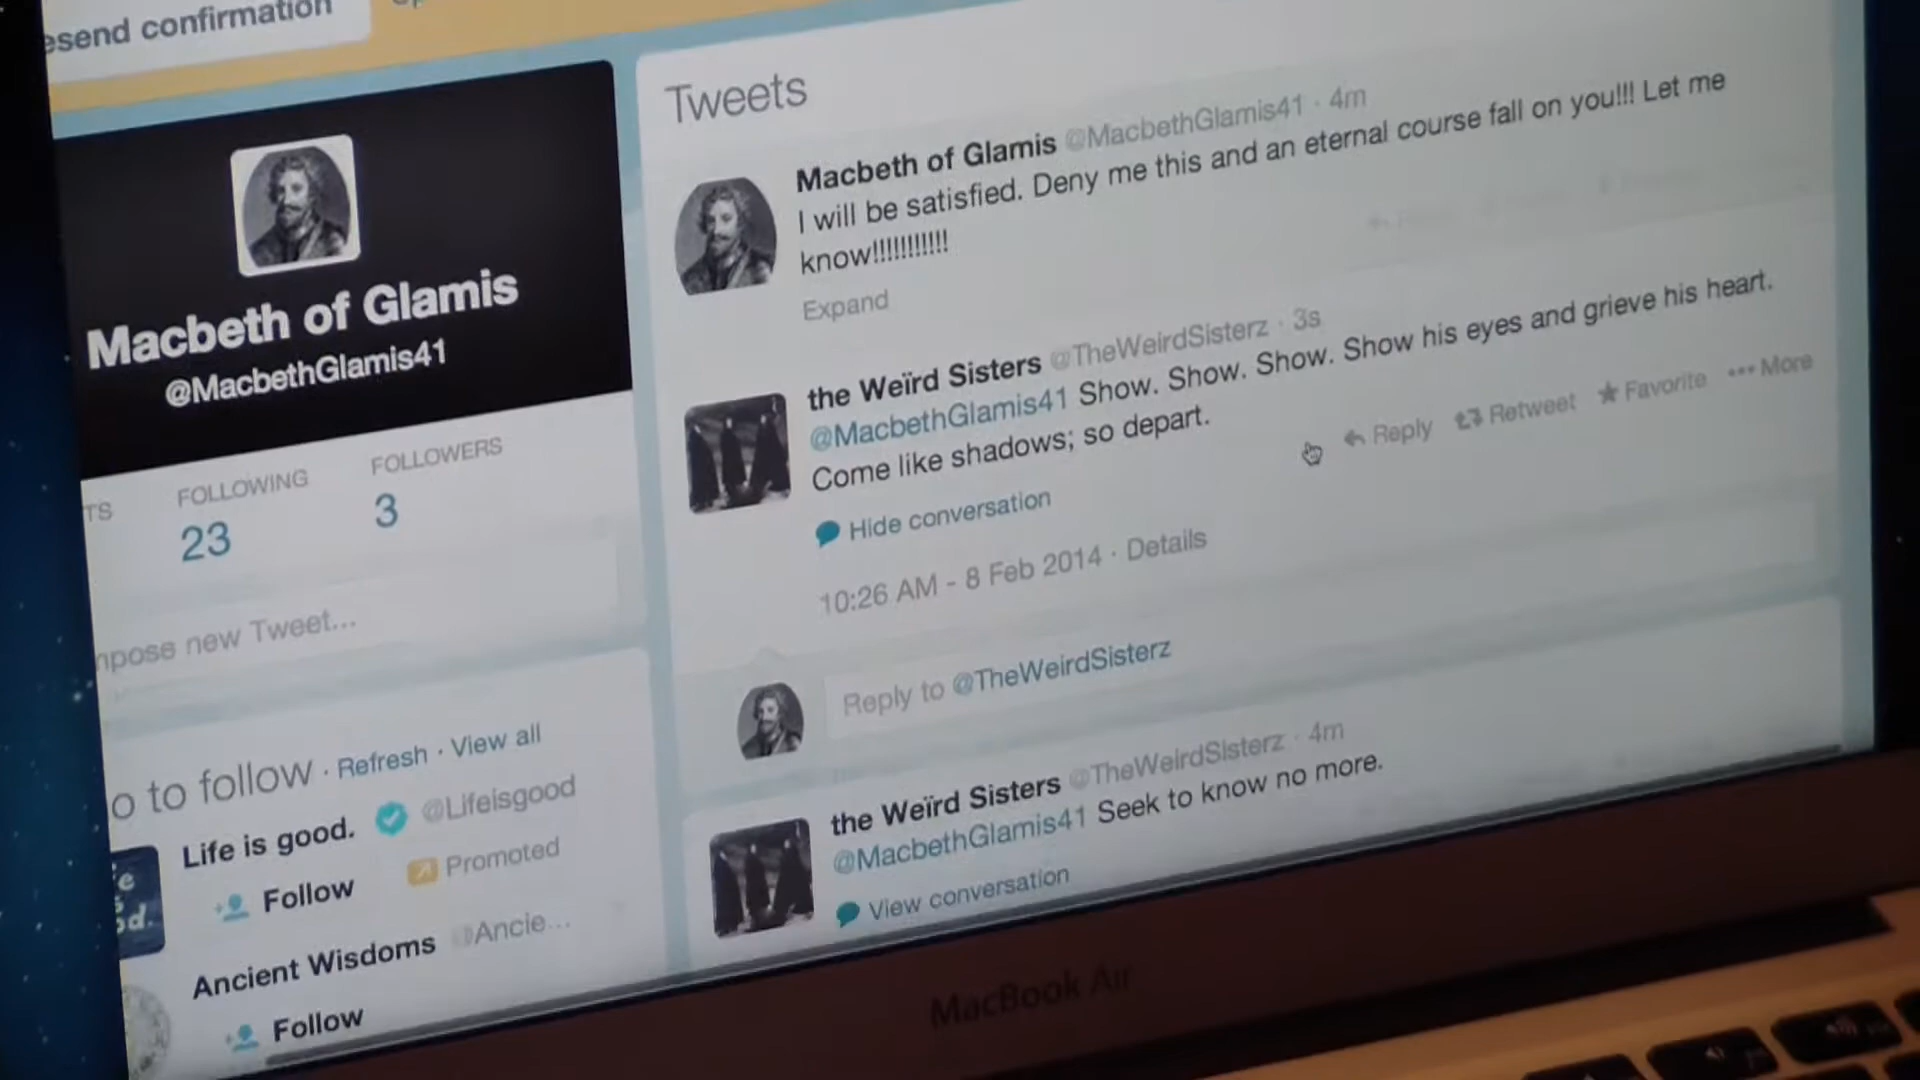 esend confirmation
Macbeth of Glamis
@MacbethGlamis41
TS
FOLLOWING
FOLLOWERS
23
3
mpose new Tweet...
o to follow · Refresh · View all
Life is good. @Lifeisgood
Follow
Promoted
Ancient Wisdoms @Ancie...
Follow
Tweets
Macbeth of Glamis @MacbethGlamis41 · 4m
I will be satisfied. Deny me this and an eternal course fall on you!!! Let me
know!!!!!!!!!!!
Expand
the Weïrd Sisters @TheWeirdSisterz · 3s
@MacbethGlamis41 Show. Show. Show. Show his eyes and grieve his heart.
Come like shadows; so depart.
Reply Retweet Favorite ••• More
Hide conversation
10:26 AM - 8 Feb 2014 · Details
Reply to @TheWeirdSisterz
the Weïrd Sisters @TheWeirdSisterz · 4m
@MacbethGlamis41 Seek to know no more.
View conversation
MacBook Air